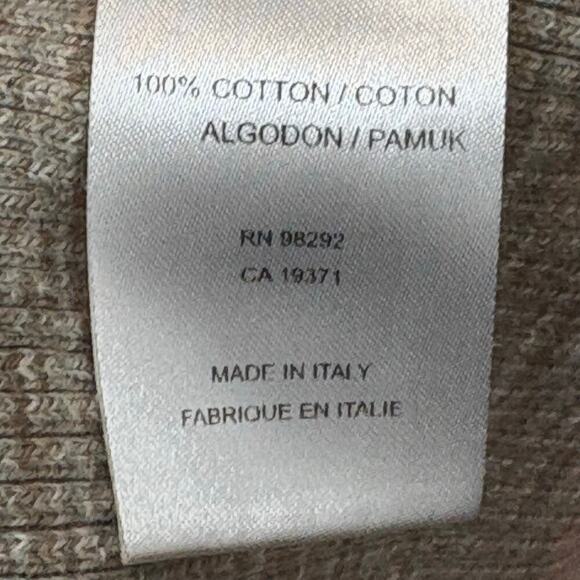 100% COTTON / COTON
ALGODON / PAMUK
RN 98292
CA 19371
MADE IN ITALY
FABRIQUE EN ITALIE